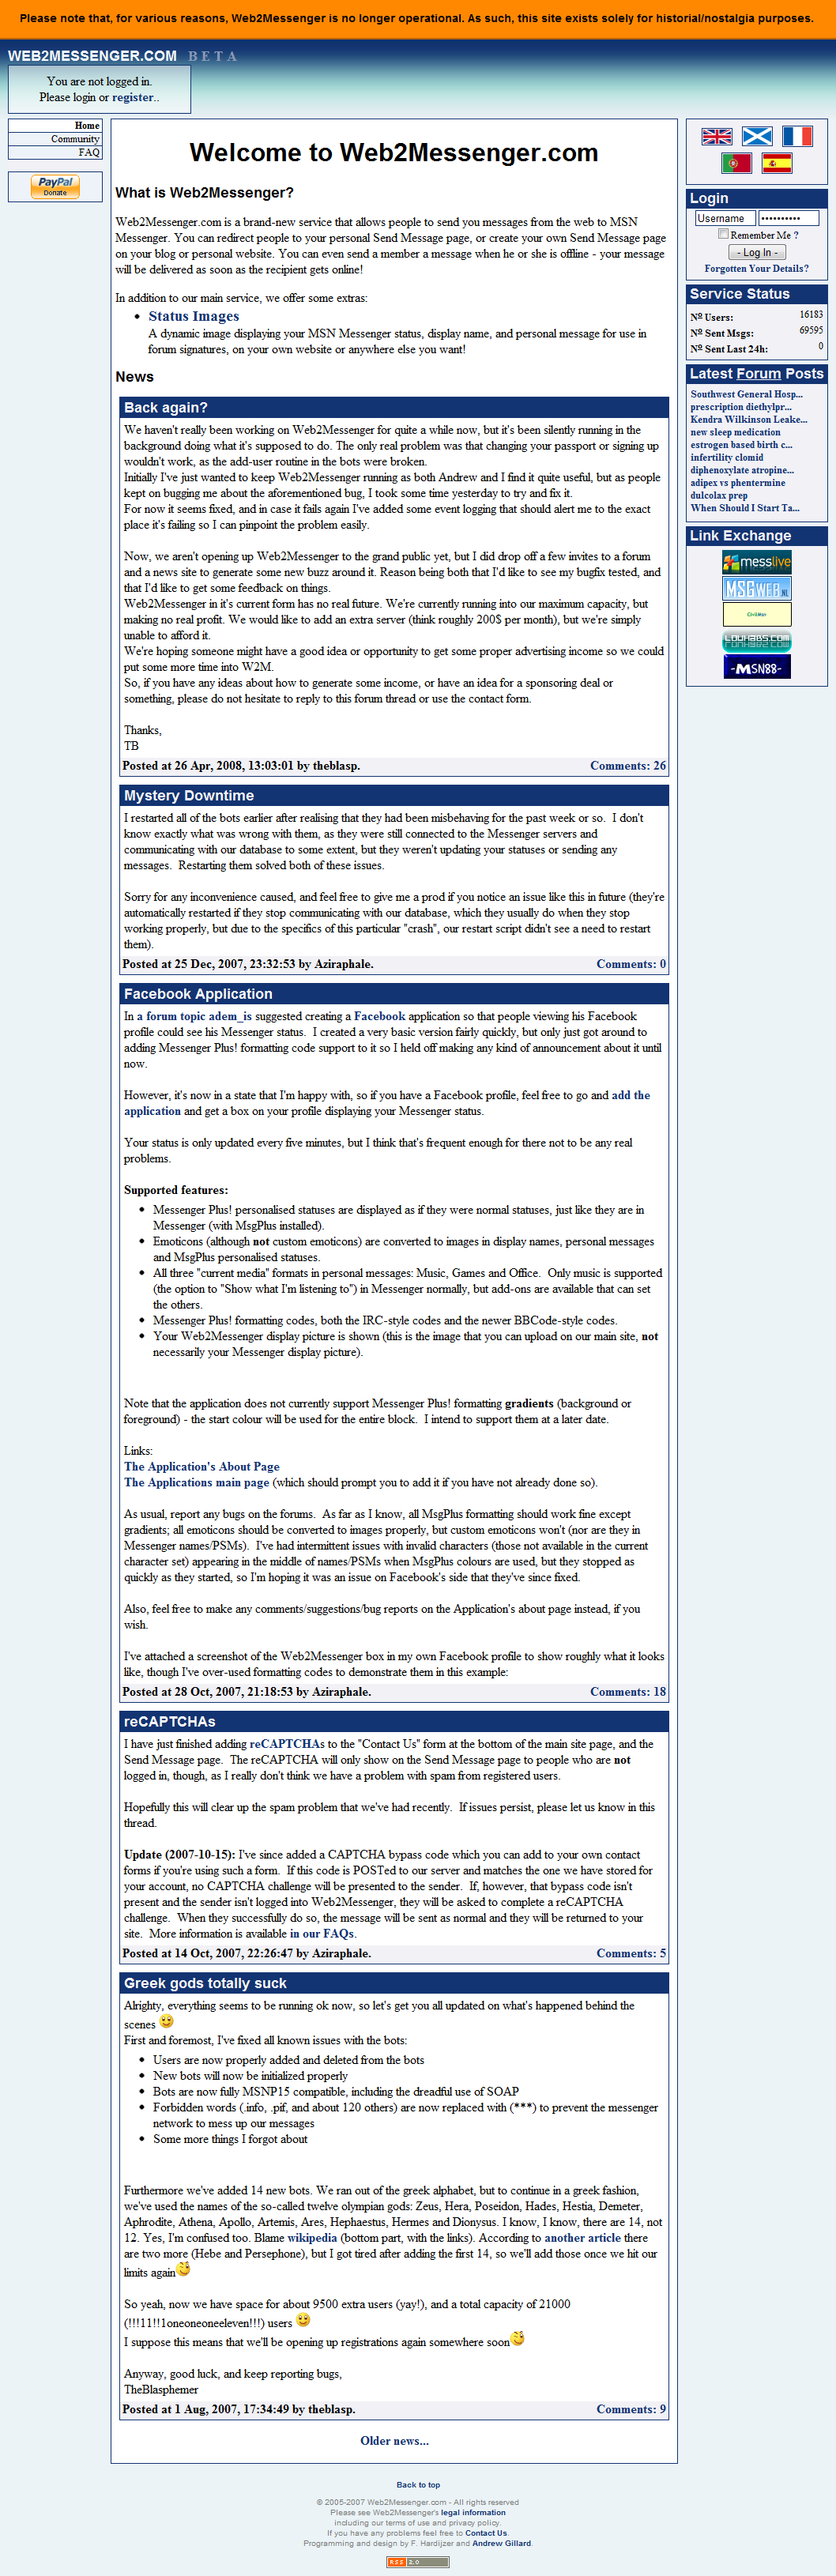 Please note that, for various reasons, Web2Messenger is no longer operational. As such, this site exists solely for historial/nostalgia purposes.
WEB2MESSENGER.COM BETA
You are not logged in.
Please login or register..
Home
Community
FAQ
PayPal
Donate
Welcome to Web2Messenger.com
What is Web2Messenger?
Web2Messenger.com is a brand-new service that allows people to send you messages from the web to MSN
Messenger. You can redirect people to your personal Send Message page, or create your own Send Message page
on your blog or personal website. You can even send a member a message when he or she is offline - your message
will be delivered as soon as the recipient gets online!
In addition to our main service, we offer some extras:
• Status Images
A dynamic image displaying your MSN Messenger status, display name, and personal message for use in
forum signatures, on your own website or anywhere else you want!
News
Back again?
We haven't really been working on Web2Messenger for quite a while now, but it's been silently running in the
background doing what it's supposed to do. The only real problem was that changing your passport or signing up
wouldn't work, as the add-user routine in the bots were broken.
Initially I've just wanted to keep Web2Messenger running as both Andrew and I find it quite useful, but as people
kept on bugging me about the aforementioned bug, I took some time yesterday to try and fix it.
For now it seems fixed, and in case it fails again I've added some event logging that should alert me to the exact
place it's failing so I can pinpoint the problem easily.
Now, we aren't opening up Web2Messenger to the grand public yet, but I did drop off a few invites to a forum
and a news site to generate some new buzz around it. Reason being both that I'd like to see my bugfix tested, and
that I'd like to get some feedback on things.
Web2Messenger in it's current form has no real future. We're currently running into our maximum capacity, but
making no real profit. We would like to add an extra server (think roughly 200$ per month), but we're simply
unable to afford it.
We're hoping someone might have a good idea or opportunity to get some proper advertising income so we could
put some more time into W2M.
So, if you have any ideas about how to generate some income, or have an idea for a sponsoring deal or
something, please do not hesitate to reply to this forum thread or use the contact form.
Thanks,
TB
Posted at 26 Apr, 2008, 13:03:01 by theblasp. Comments: 26
Mystery Downtime
I restarted all of the bots earlier after realising that they had been misbehaving for the past week or so. I don't
know exactly what was wrong with them, as they were still connected to the Messenger servers and
communicating with our database to some extent, but they weren't updating your statuses or sending any
messages. Restarting them solved both of these issues.
Sorry for any inconvenience caused, and feel free to give me a prod if you notice an issue like this in future (they're
automatically restarted if they stop communicating with our database, which they usually do when they stop
working properly, but due to the specifics of this particular "crash", our restart script didn't see a need to restart
them).
Posted at 25 Dec, 2007, 23:32:53 by Aziraphale. Comments: 0
Facebook Application
In a forum topic adem_is suggested creating a Facebook application so that people viewing his Facebook
profile could see his Messenger status. I created a very basic version fairly quickly, but only just got around to
adding Messenger Plus! formatting code support to it so I held off making any kind of announcement about it until
now.
However, it's now in a state that I'm happy with, so if you have a Facebook profile, feel free to go and add the
application and get a box on your profile displaying your Messenger status.
Your status is only updated every five minutes, but I think that's frequent enough for there not to be any real
problems.
Supported features:
• Messenger Plus! personalised statuses are displayed as if they were normal statuses, just like they are in
Messenger (with MsgPlus installed).
• Emoticons (although not custom emoticons) are converted to images in display names, personal messages
and MsgPlus personalised statuses.
• All three "current media" formats in personal messages: Music, Games and Office. Only music is supported
(the option to "Show what I'm listening to") in Messenger normally, but add-ons are available that can set
the others.
• Messenger Plus! formatting codes, both the IRC-style codes and the newer BBCode-style codes.
• Your Web2Messenger display picture is shown (this is the image that you can upload on our main site, not
necessarily your Messenger display picture).
Note that the application does not currently support Messenger Plus! formatting gradients (background or
foreground) - the start colour will be used for the entire block. I intend to support them at a later date.
Links:
The Application's About Page
The Applications main page (which should prompt you to add it if you have not already done so).
As usual, report any bugs on the forums. As far as I know, all MsgPlus formatting should work fine except
gradients; all emoticons should be converted to images properly, but custom emoticons won't (nor are they in
Messenger names/PSMs). I've had intermittent issues with invalid characters (those not available in the current
character set) appearing in the middle of names/PSMs when MsgPlus colours are used, but they stopped as
quickly as they started, so I'm hoping it was an issue on Facebook's side that they've since fixed.
Also, feel free to make any comments/suggestions/bug reports on the Application's about page instead, if you
wish.
I've attached a screenshot of the Web2Messenger box in my own Facebook profile to show roughly what it looks
like, though I've over-used formatting codes to demonstrate them in this example:
Posted at 28 Oct, 2007, 21:18:53 by Aziraphale. Comments: 18
reCAPTCHAs
I have just finished adding reCAPTCHAs to the "Contact Us" form at the bottom of the main site page, and the
Send Message page. The reCAPTCHA will only show on the Send Message page to people who are not
logged in, though, as I really don't think we have a problem with spam from registered users.
Hopefully this will clear up the spam problem that we've had recently. If issues persist, please let us know in this
thread.
Update (2007-10-15): I've since added a CAPTCHA bypass code which you can add to your own contact
forms if you're using such a form. If this code is POSTed to our server and matches the one we have stored for
your account, no CAPTCHA challenge will be presented to the sender. If, however, that bypass code isn't
present and the sender isn't logged into Web2Messenger, they will be asked to complete a reCAPTCHA
challenge. When they successfully do so, the message will be sent as normal and they will be returned to your
site. More information is available in our FAQs.
Posted at 14 Oct, 2007, 22:26:47 by Aziraphale. Comments: 5
Greek gods totally suck
Alrighty, everything seems to be running ok now, so let's get you all updated on what's happened behind the
scenes
First and foremost, I've fixed all known issues with the bots:
• Users are now properly added and deleted from the bots
• New bots will now be initialized properly
• Bots are now fully MSNP15 compatible, including the dreadful use of SOAP
• Forbidden words (.info, .pif, and about 120 others) are now replaced with (***) to prevent the messenger
network to mess up our messages
• Some more things I forgot about
Furthermore we've added 14 new bots. We ran out of the greek alphabet, but to continue in a greek fashion,
we've used the names of the so-called twelve olympian gods: Zeus, Hera, Poseidon, Hades, Hestia, Demeter,
Aphrodite, Athena, Apollo, Artemis, Ares, Hephaestus, Hermes and Dionysus. I know, I know, there are 14, not
12. Yes, I'm confused too. Blame wikipedia (bottom part, with the links). According to another article there
are two more (Hebe and Persephone), but I got tired after adding the first 14, so we'll add those once we hit our
limits again
So yeah, now we have space for about 9500 extra users (yay!), and a total capacity of 21000
(!!!11!!1oneoneoneeleven!!!) users
I suppose this means that we'll be opening up registrations again somewhere soon
Anyway, good luck, and keep reporting bugs,
TheBlasphemer
Posted at 1 Aug, 2007, 17:34:49 by theblasp. Comments: 9
Older news...
Login
Username ••••••••••
Remember Me ?
- Log In -
Forgotten Your Details?
Service Status
Nº Users: 16183
Nº Sent Msgs: 69595
Nº Sent Last 24h: 0
Latest Forum Posts
Southwest General Hosp...
prescription diethylpr...
Kendra Wilkinson Leake...
new sleep medication
estrogen based birth c...
infertility clomid
diphenoxylate atropine...
adipex vs phentermine
dulcolax prep
When Should I Start Ta...
Link Exchange
messlive
MSGWEB.NL
LOUHABS.COM
-MSN88-
Back to top
© 2005-2007 Web2Messenger.com - All rights reserved
Please see Web2Messenger's legal information
including our terms of use and privacy policy.
If you have any problems feel free to Contact Us.
Programming and design by F. Hardijzer and Andrew Gillard.
RSS 2.0